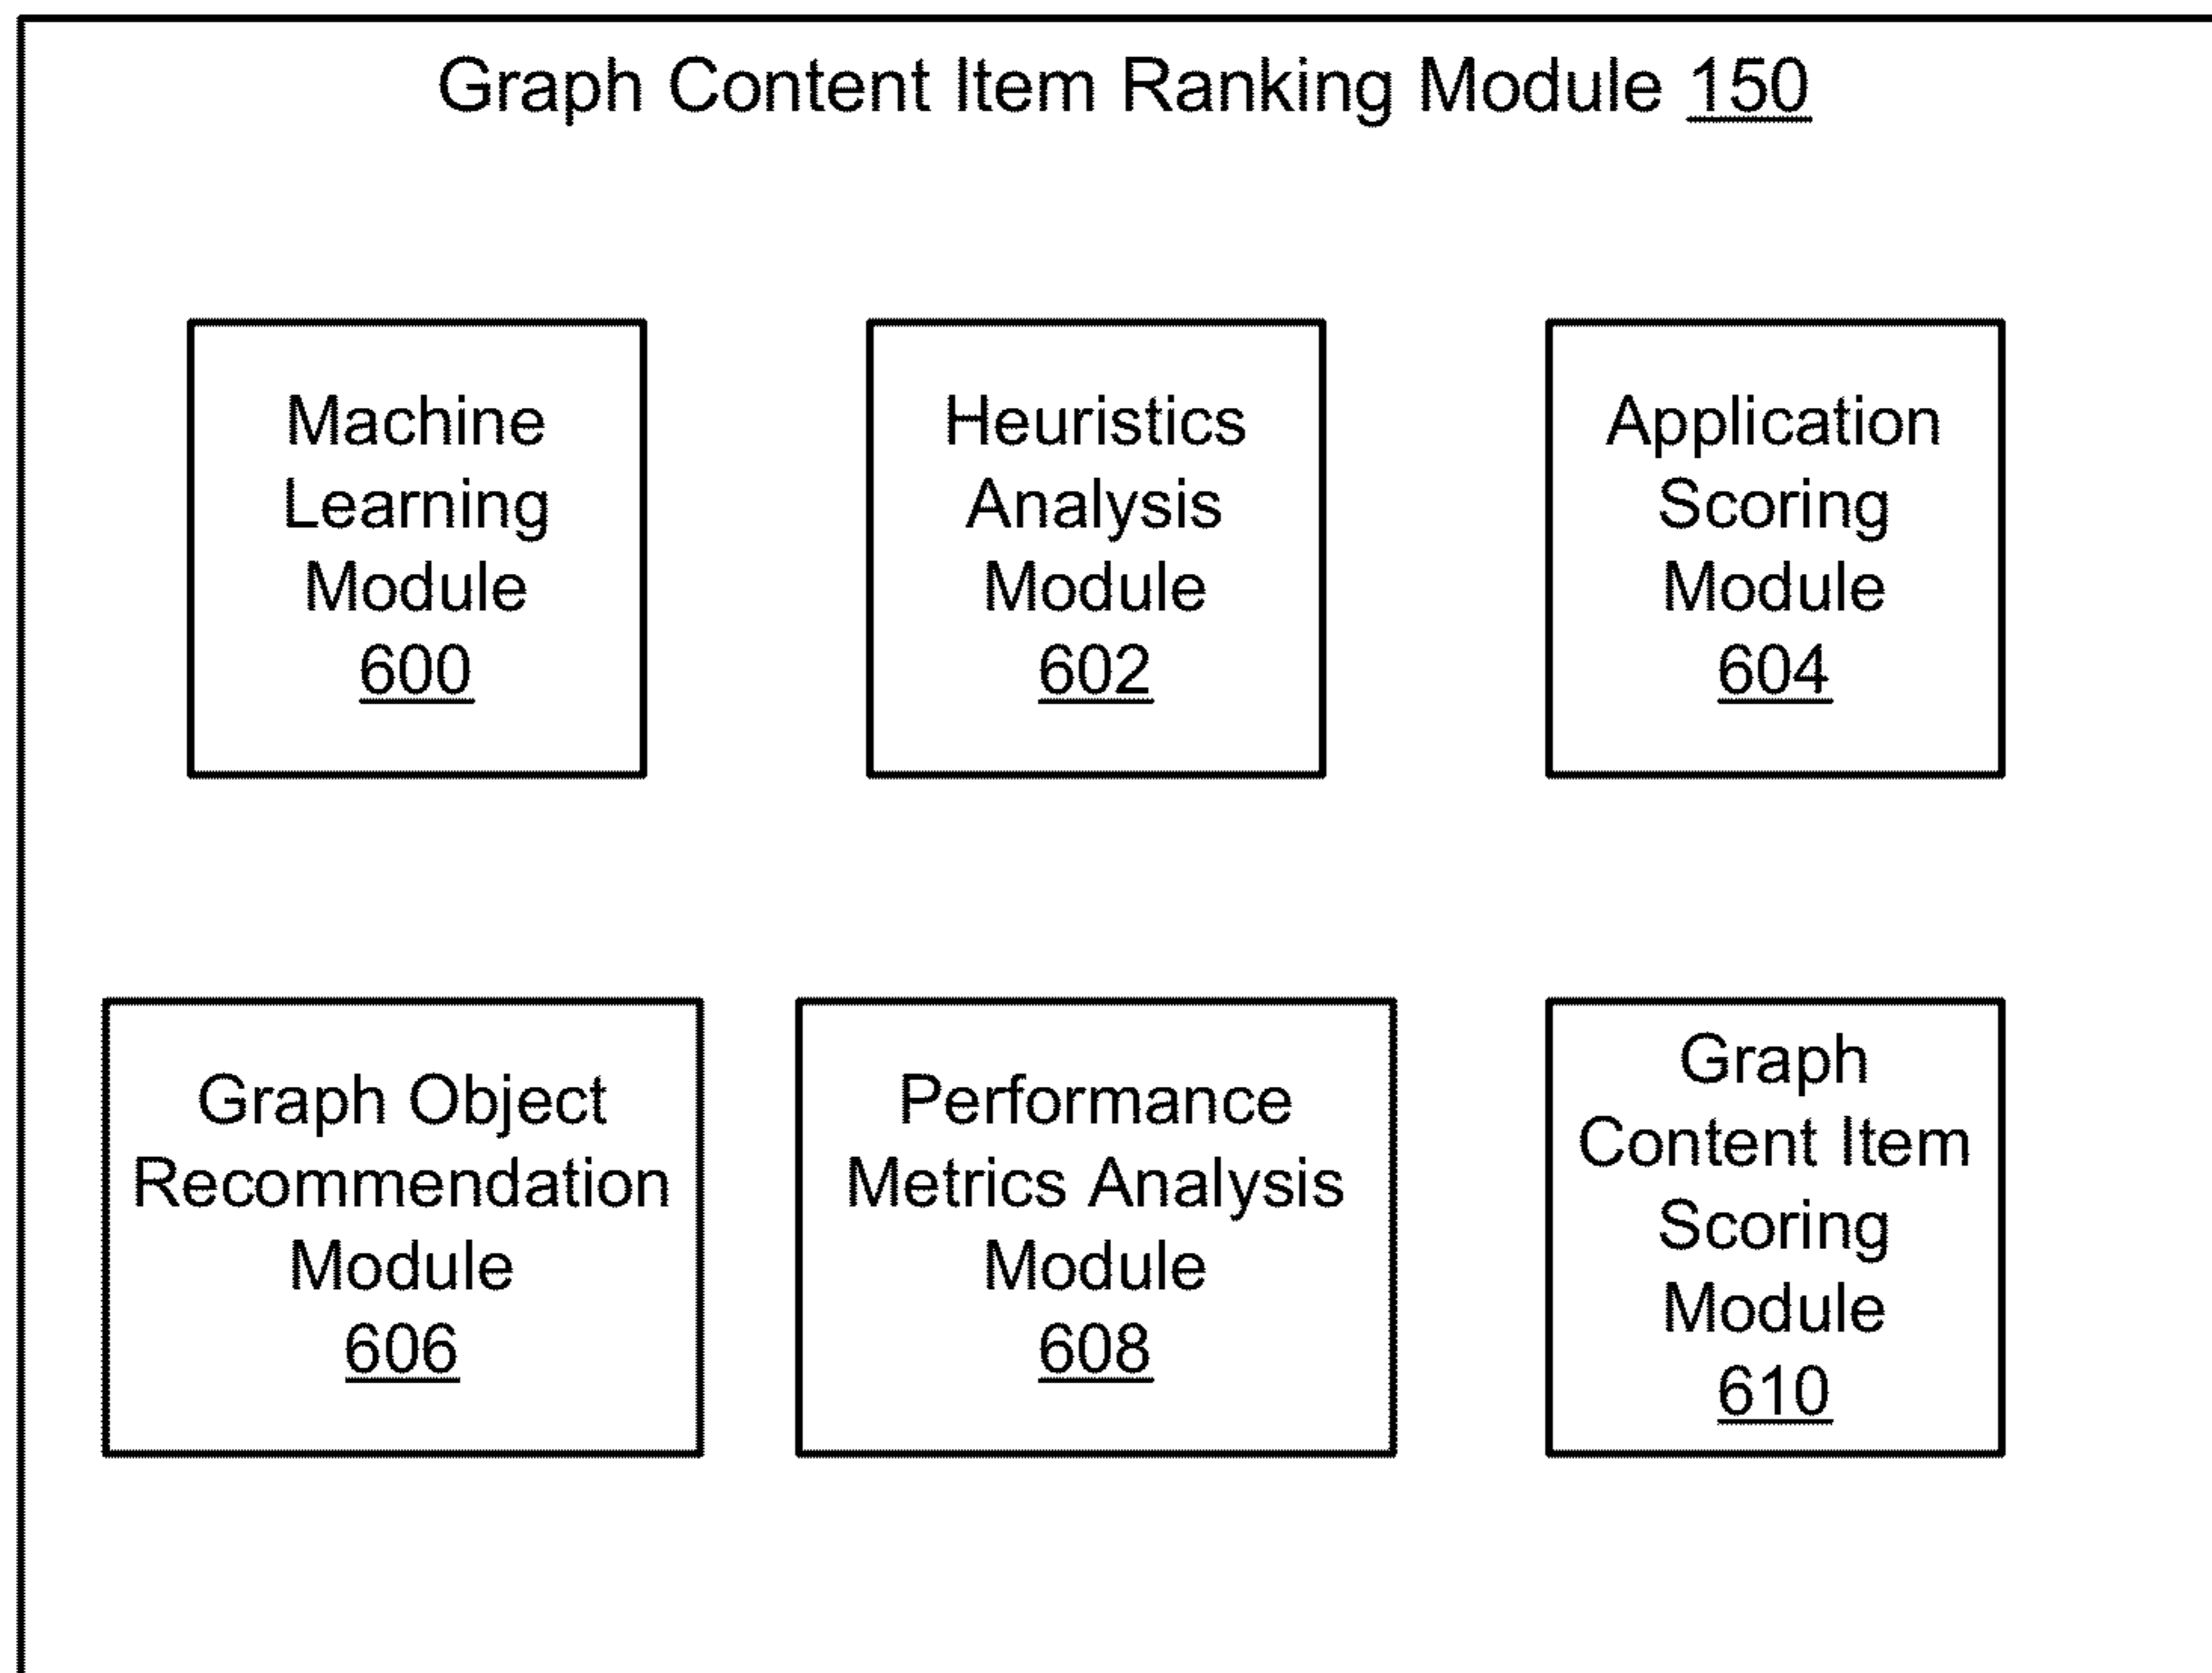 Graph Content Item Ranking Module 150
Machine
Learning
Module
600
Heuristics
Analysis
Module
602
Application
Scoring
Module
604
Graph Object
Recommendation
Module
606
Performance
Metrics Analysis
Module
608
Graph
Content Item
Scoring
Module
610